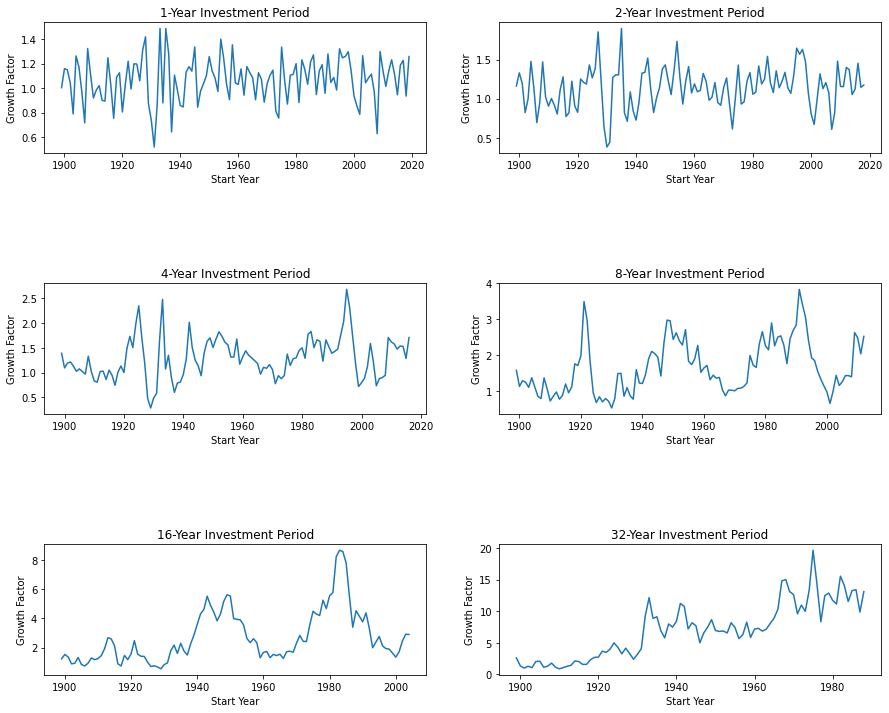 1-Year Investment Period
Growth Factor
1.4
1.2
1.0
0.8
0.6
1900 1920 1940 1960 1980 2000 2020
Start Year
2-Year Investment Period
Growth Factor
1.5
1.0
0.5
1900 1920 1940 1960 1980 2000 2020
Start Year
4-Year Investment Period
Growth Factor
2.5
2.0
1.5
1.0
0.5
1900 1920 1940 1960 1980 2000 2020
Start Year
8-Year Investment Period
Growth Factor
4
3
2
1
1900 1920 1940 1960 1980 2000
Start Year
16-Year Investment Period
Growth Factor
8
6
4
2
1900 1920 1940 1960 1980 2000
Start Year
32-Year Investment Period
Growth Factor
20
15
10
5
0
1900 1920 1940 1960 1980
Start Year